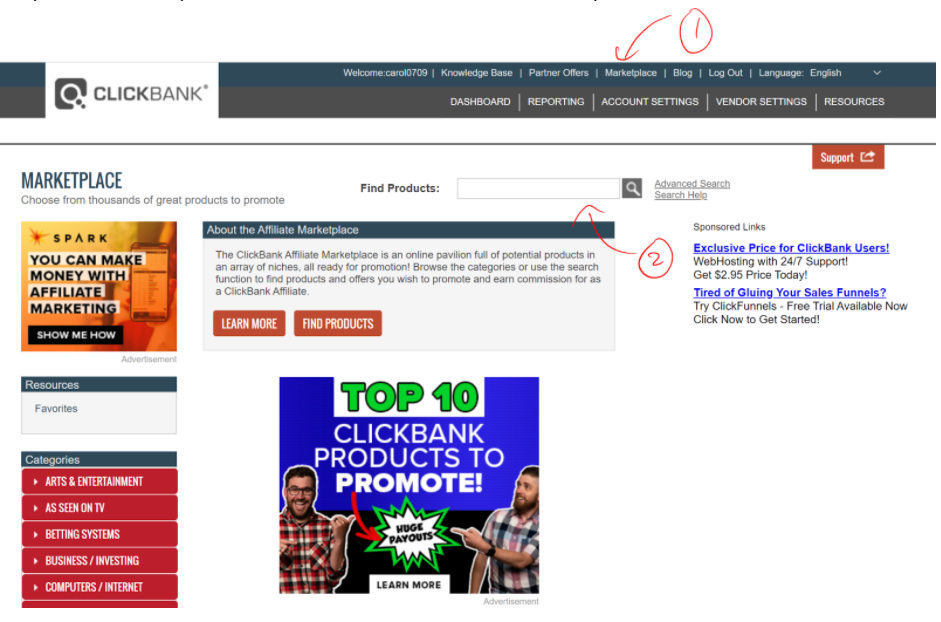 1
Welcome:carol0709 | Knowledge Base | Partner Offers | Marketplace | Blog | Log Out | Language: English
CLICKBANK®
DASHBOARD | REPORTING | ACCOUNT SETTINGS | VENDOR SETTINGS | RESOURCES
Support
MARKETPLACE
Choose from thousands of great products to promote
Find Products:
Advanced Search
Search Help
2
SPARK
YOU CAN MAKE
MONEY WITH
AFFILIATE
MARKETING
SHOW ME HOW
Advertisement
About the Affiliate Marketplace
The ClickBank Affiliate Marketplace is an online pavilion full of potential products in
an array of niches, all ready for promotion! Browse the categories or use the search
function to find products and offers you wish to promote and earn commission for as
a ClickBank Affiliate.
LEARN MORE
FIND PRODUCTS
Sponsored Links
Exclusive Price for ClickBank Users!
WebHosting with 24/7 Support!
Get $2.95 Price Today!
Tired of Gluing Your Sales Funnels?
Try ClickFunnels - Free Trial Available Now
Click Now to Get Started!
Resources
Favorites
Categories
ARTS & ENTERTAINMENT
AS SEEN ON TV
BETTING SYSTEMS
BUSINESS / INVESTING
COMPUTERS / INTERNET
TOP 10
CLICKBANK
PRODUCTS TO
PROMOTE!
HUGE
PAYOUTS
LEARN MORE
Advertisement